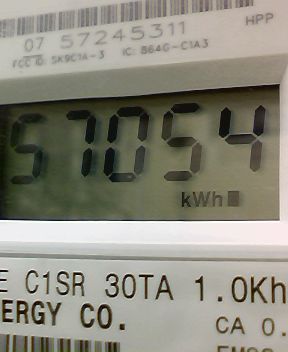 HPP
07 57245311
FCC ID: SK9C1A-3 IC: 864G-C1A3
57054
kWh
E C1SR 30TA 1.0Kh
ERGY CO.
CA 0.